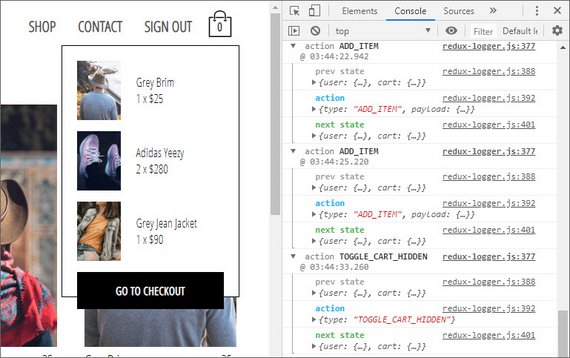 SHOP CONTACT SIGN OUT 0
Grey Brim
1 x $25
Adidas Yeezy
2 x $280
Grey Jean Jacket
1 x $90
GO TO CHECKOUT
Elements Console Sources »
top Filter Default l
action ADD_ITEM redux-logger.js:377
@ 03:44:22.942
prev state redux-logger.js:388
{user: {…}, cart: {…}}
action redux-logger.js:392
{type: "ADD_ITEM", payload: {…}}
next state redux-logger.js:401
{user: {…}, cart: {…}}
action ADD_ITEM redux-logger.js:377
@ 03:44:25.220
prev state redux-logger.js:388
{user: {…}, cart: {…}}
action redux-logger.js:392
{type: "ADD_ITEM", payload: {…}}
next state redux-logger.js:401
{user: {…}, cart: {…}}
action TOGGLE_CART_HIDDEN redux-logger.js:377
@ 03:44:33.260
prev state redux-logger.js:388
{user: {…}, cart: {…}}
action redux-logger.js:392
{type: "TOGGLE_CART_HIDDEN"}
next state redux-logger.js:401
{user: {…}, cart: {…}}